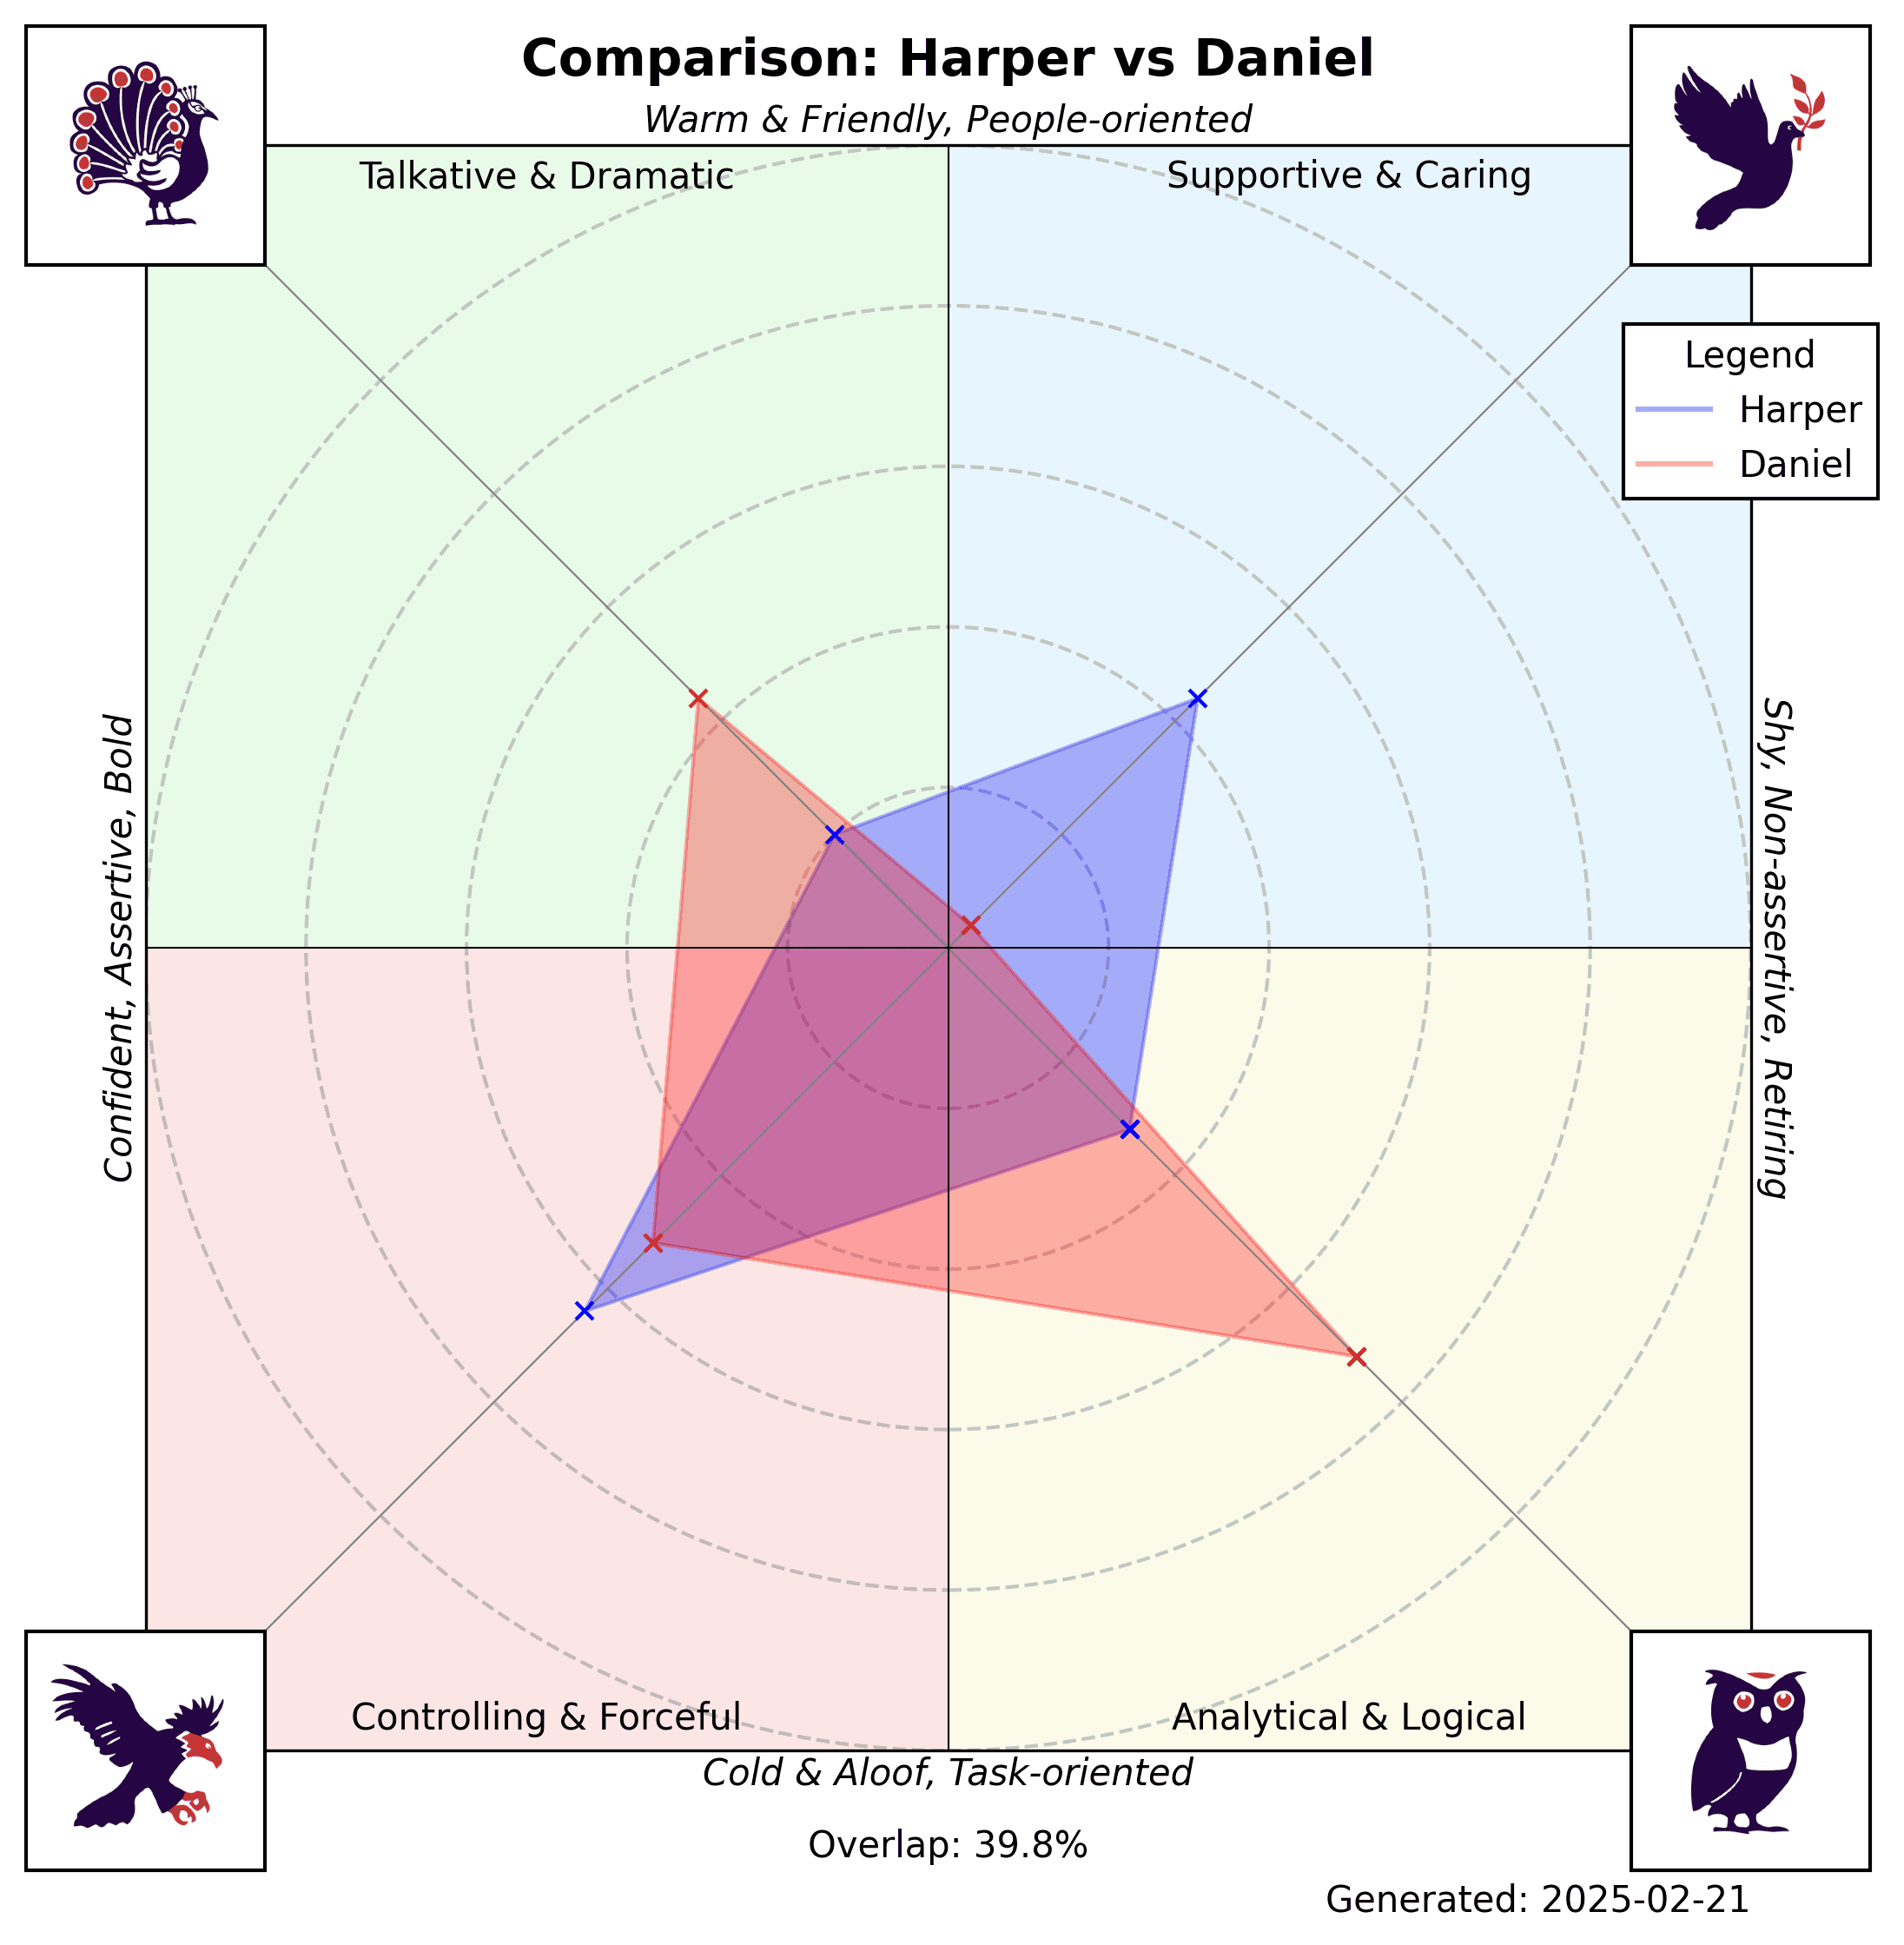 Comparison: Harper vs Daniel
Warm & Friendly, People-oriented
Talkative & Dramatic
Supportive & Caring
Legend
Harper
Daniel
Confident, Assertive, Bold
Shy, Non-assertive, Retiring
Controlling & Forceful
Analytical & Logical
Cold & Aloof, Task-oriented
Overlap: 39.8%
Generated: 2025-02-21